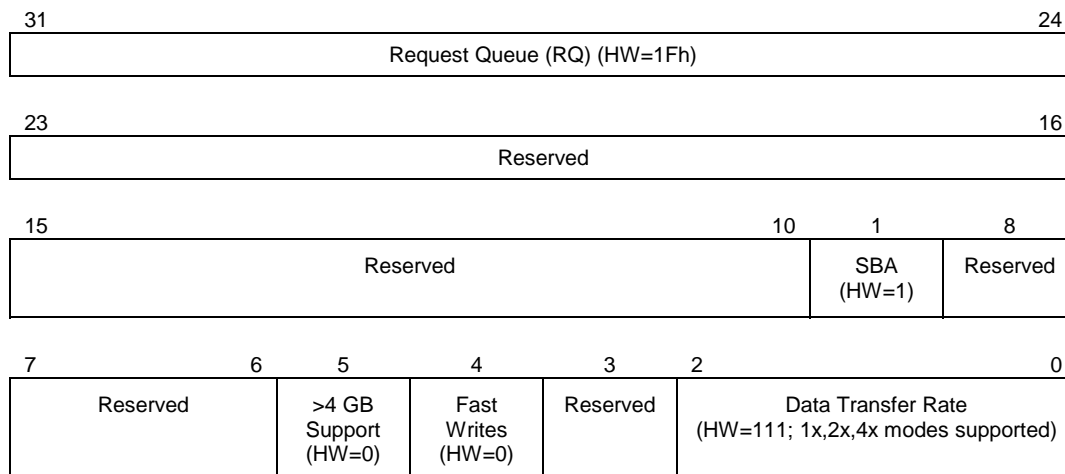 31 24
Request Queue (RQ) (HW=1Fh)
23 16
Reserved
15 10 1 8
Reserved SBA Reserved
(HW=1)
7 6 5 4 3 2 0
Reserved >4 GB Fast Reserved Data Transfer Rate
Support Writes (HW=111; 1x,2x,4x modes supported)
(HW=0) (HW=0)